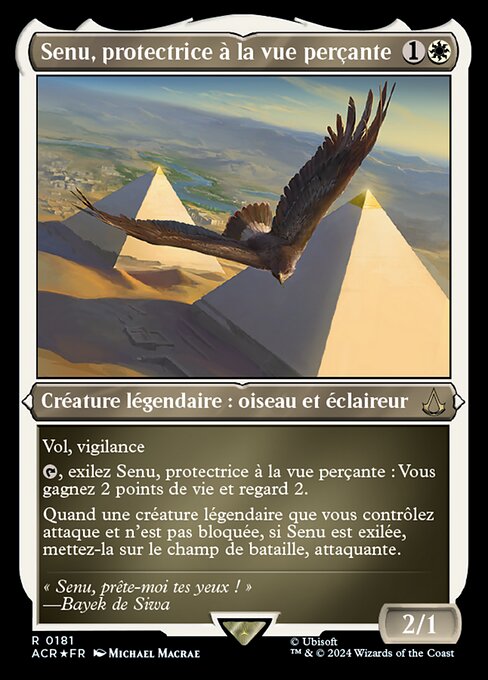 Senu, protectrice à la vue perçante 1
Créature légendaire : oiseau et éclaireur
Vol, vigilance
, exilez Senu, protectrice à la vue perçante : Vous
gagnez 2 points de vie et regard 2.
Quand une créature légendaire que vous contrôlez
attaque et n'est pas bloquée, si Senu est exilée,
mettez-la sur le champ de bataille, attaquante.
« Senu, prête-moi tes yeux ! »
—Bayek de Siwa
2/1
R 0181
ACR★FR Michael Macrae
© Ubisoft
™ & © 2024 Wizards of the Coast